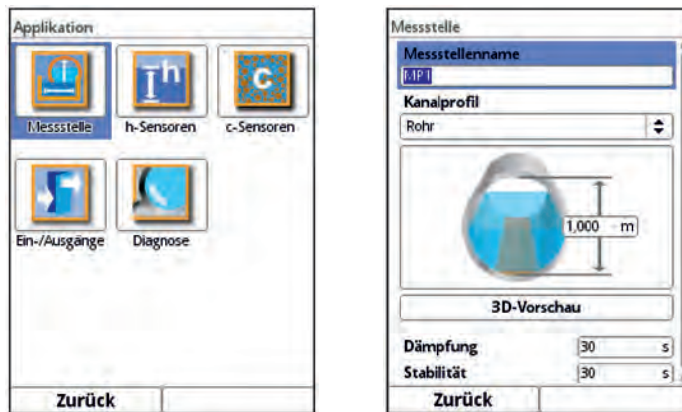 Applikation
h
C
Messstelle
h-Sensoren
c-Sensoren
Ein-/Ausgänge
Diagnose
Zurück
Messstelle
Messstellenname
MP1
Kanalprofil
Rohr
1,000 m
3D-Vorschau
Dämpfung 30 s
Stabilität 30 s
Zurück